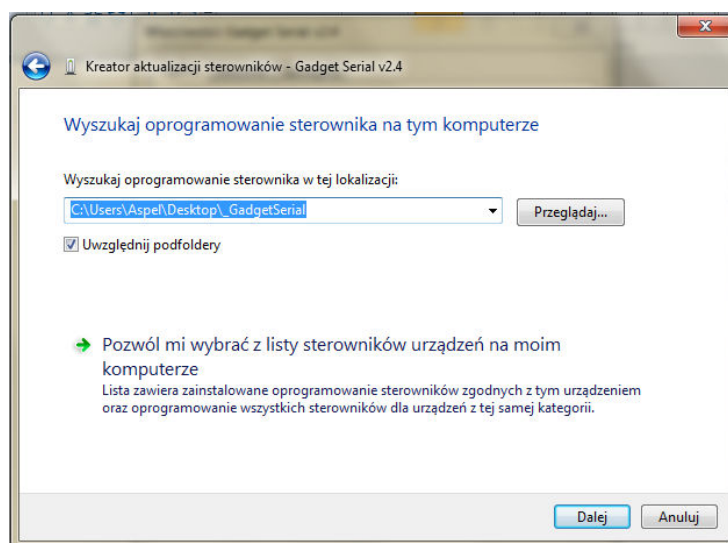 Kreator aktualizacji sterowników - Gadget Serial v2.4
Wyszukaj oprogramowanie sterownika na tym komputerze
Wyszukaj oprogramowanie sterownika w tej lokalizacji:
C:\Users\Aspel\Desktop\_GadgetSerial
Przeglądaj...
Uwzględnij podfoldery
Pozwól mi wybrać z listy sterowników urządzeń na moim
komputerze
Lista zawiera zainstalowane oprogramowanie sterowników zgodnych z tym urządzeniem
oraz oprogramowanie wszystkich sterowników dla urządzeń z tej samej kategorii.
Dalej
Anuluj